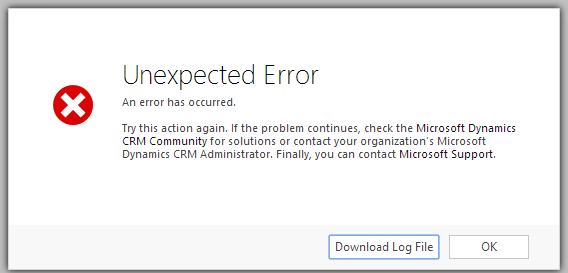 Unexpected Error
An error has occurred.
Try this action again. If the problem continues, check the Microsoft Dynamics
CRM Community for solutions or contact your organization's Microsoft
Dynamics CRM Administrator. Finally, you can contact Microsoft Support.
Download Log File
OK